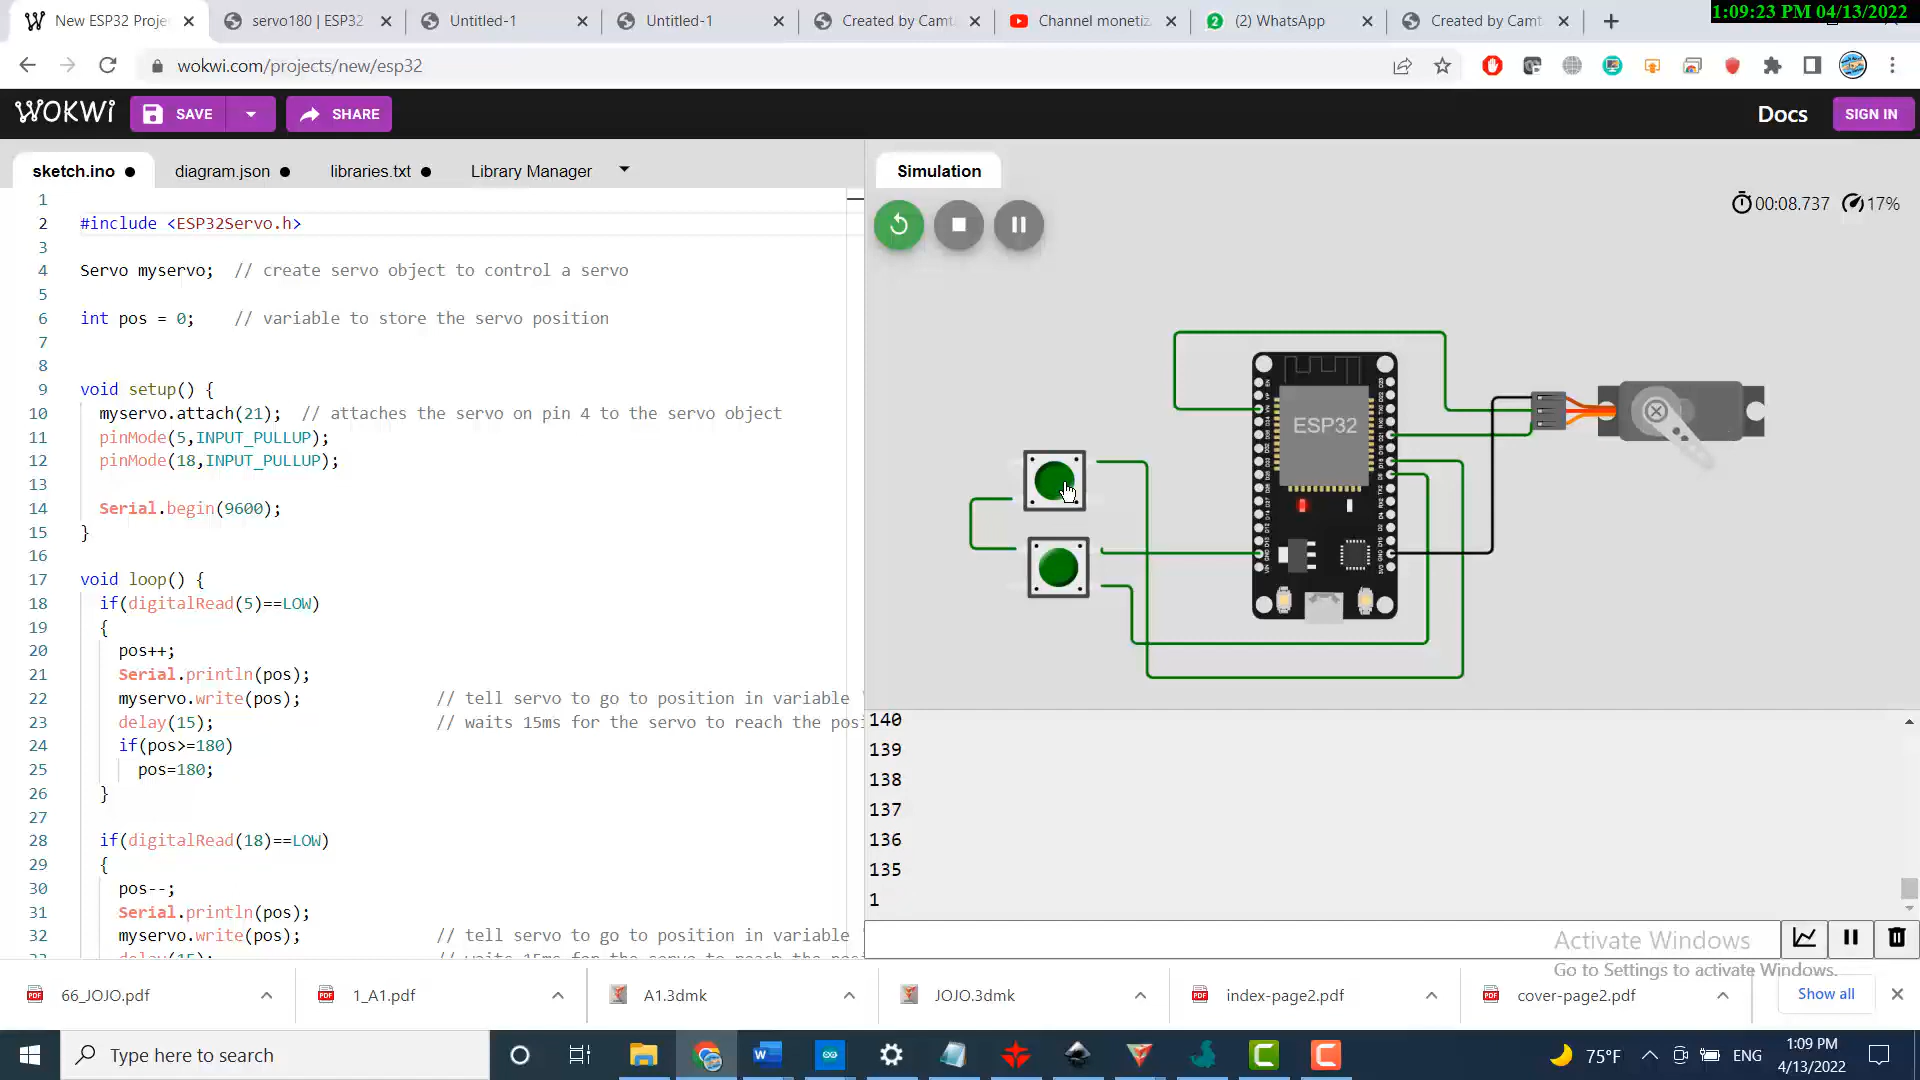 New ESP32 Proje
servo180 | ESP32
Untitled-1
Untitled-1
Created by Camt
Channel monetiz
(2) WhatsApp
Created by Camt
1:09:23 PM 04/13/2022
wokwi.com/projects/new/esp32
WOKWI
SAVE
SHARE
Docs
SIGN IN
sketch.ino
diagram.json
libraries.txt
Library Manager
1
2 #include <ESP32Servo.h>
3
4 Servo myservo;  // create servo object to control a servo
5
6 int pos = 0;    // variable to store the servo position
7
8
9 void setup() {
10 myservo.attach(21);  // attaches the servo on pin 4 to the servo object
11 pinMode(5,INPUT_PULLUP);
12 pinMode(18,INPUT_PULLUP);
13
14 Serial.begin(9600);
15 }
16
17 void loop() {
18 if(digitalRead(5)==LOW)
19 {
20 pos++;
21 Serial.println(pos);
22 myservo.write(pos);              // tell servo to go to position in variable '
23 delay(15);                       // waits 15ms for the servo to reach the posi
24 if(pos>=180)
25 pos=180;
26 }
27
28 if(digitalRead(18)==LOW)
29 {
30 pos--;
31 Serial.println(pos);
32 myservo.write(pos);              // tell servo to go to position in variable
Simulation
00:08.737
17%
ESP32
140
139
138
137
136
135
1
Activate Windows
Go to Settings to activate Windows.
66_JOJO.pdf
1_A1.pdf
A1.3dmk
JOJO.3dmk
index-page2.pdf
cover-page2.pdf
Show all
Type here to search
75°F
ENG
1:09 PM
4/13/2022